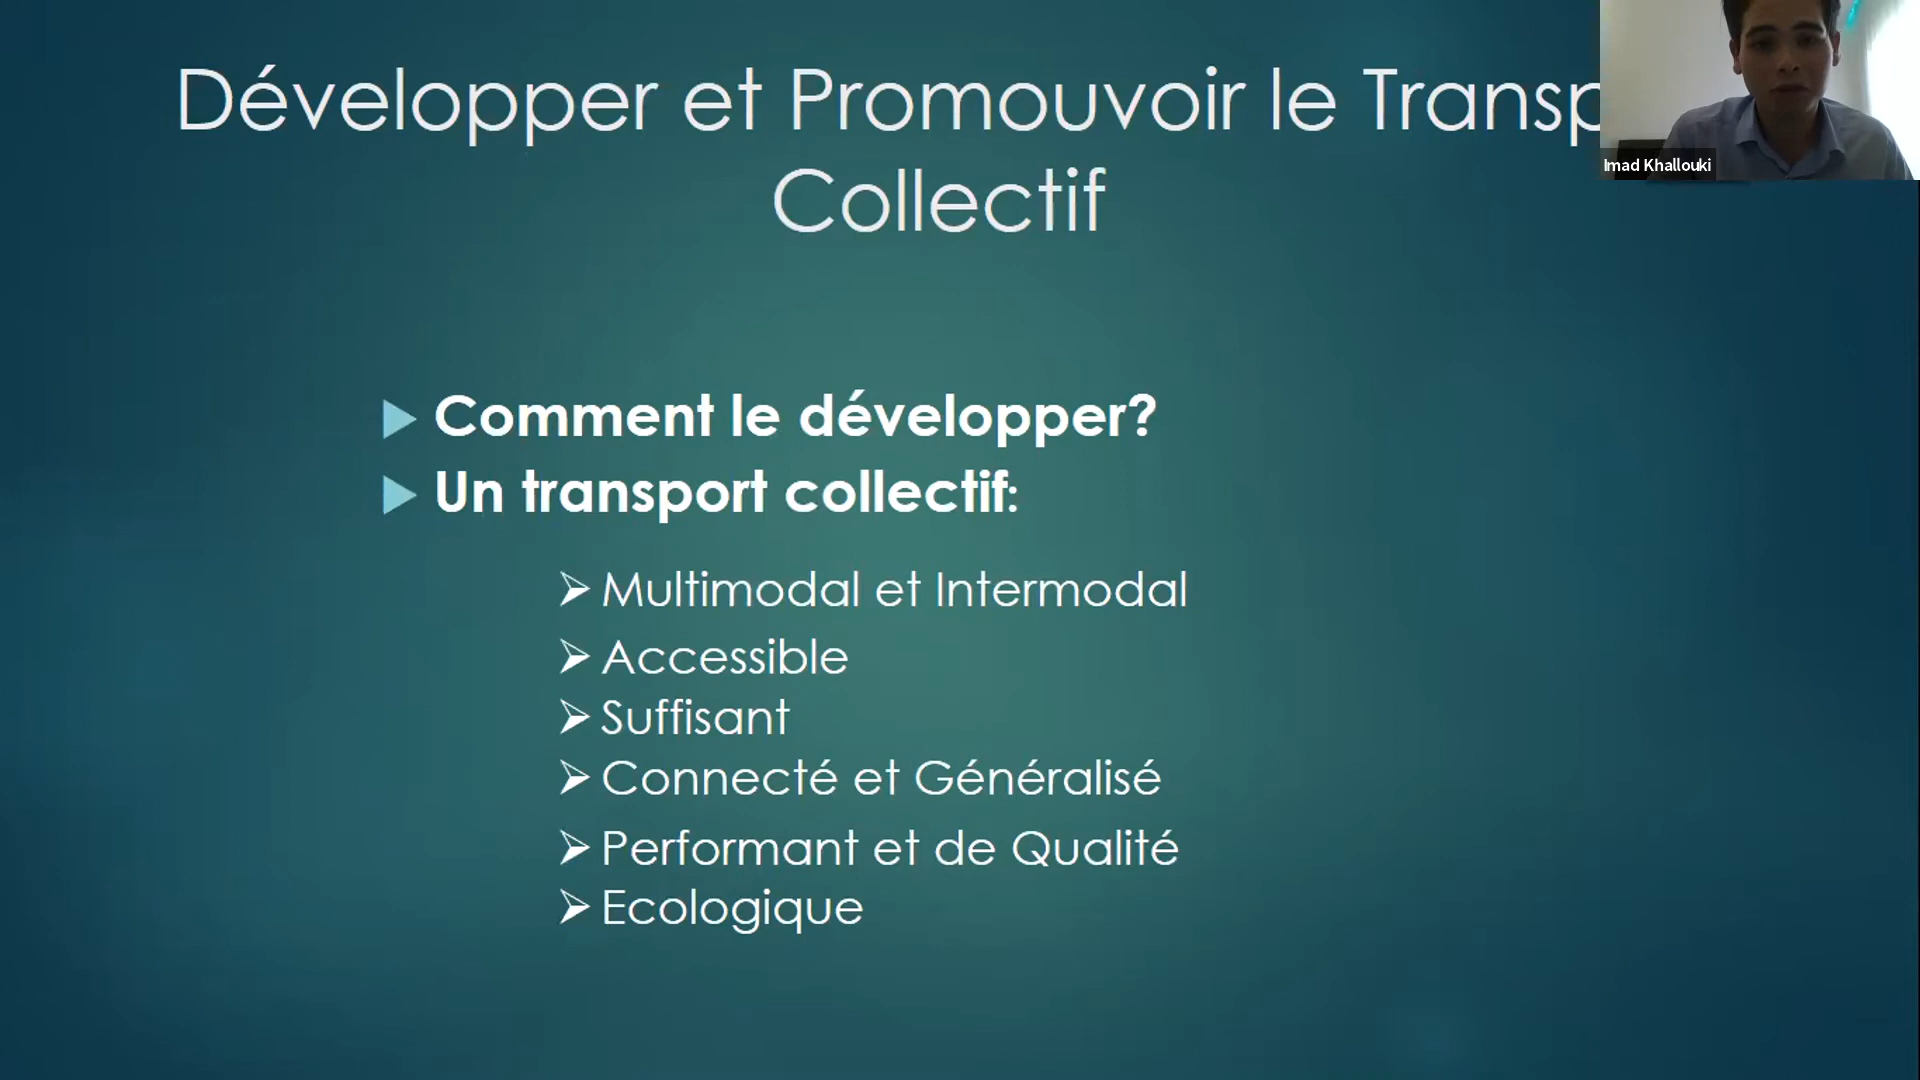 Développer et Promouvoir le Transp
Collectif
Imad Khallouki
Comment le développer?
Un transport collectif:
Multimodal et Intermodal
Accessible
Suffisant
Connecté et Généralisé
Performant et de Qualité
Ecologique